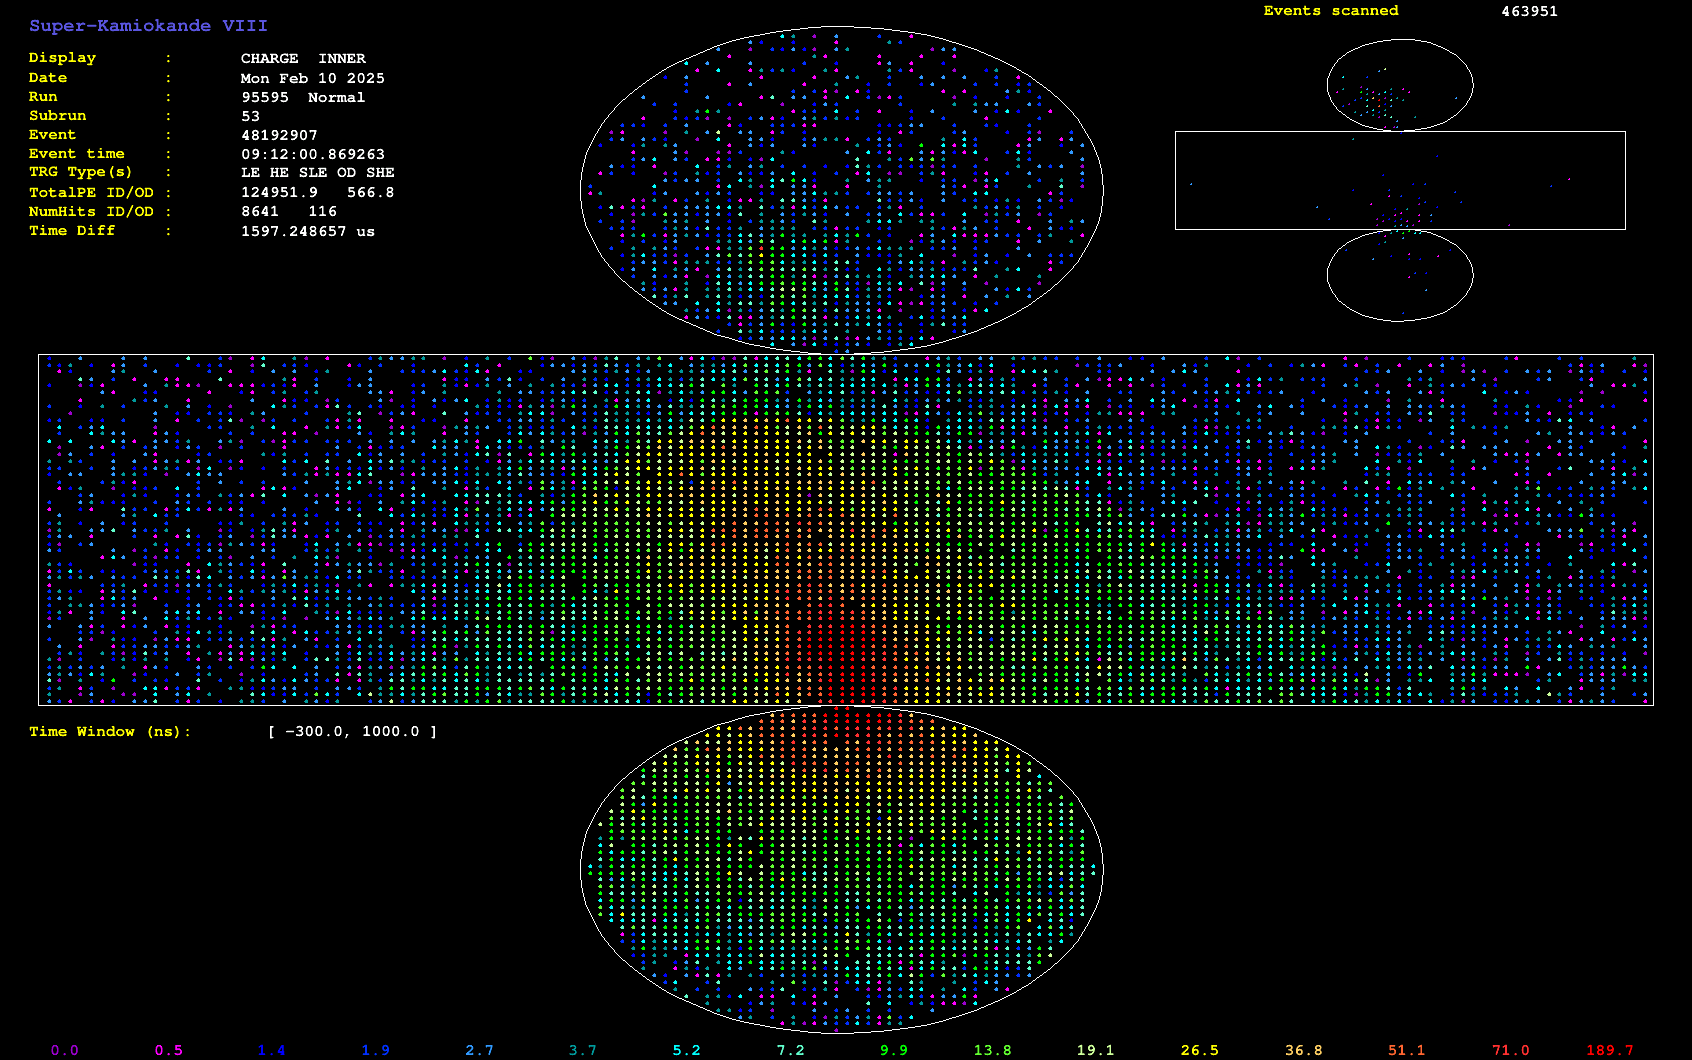 Super-Kamiokande VIII
Events scanned 463951
Display : CHARGE INNER
Date : Mon Feb 10 2025
Run : 95595 Normal
Subrun : 53
Event : 48192907
Event time : 09:12:00.869263
TRG Type(s) : LE HE SLE OD SHE
TotalPE ID/OD : 124951.9 566.8
NumHits ID/OD : 8641 116
Time Diff : 1597.248657 us
Time Window (ns): [ -300.0, 1000.0 ]
0.0 0.5 1.4 1.9 2.7 3.7 5.2 7.2 9.9 13.8 19.1 26.5 36.8 51.1 71.0 189.7